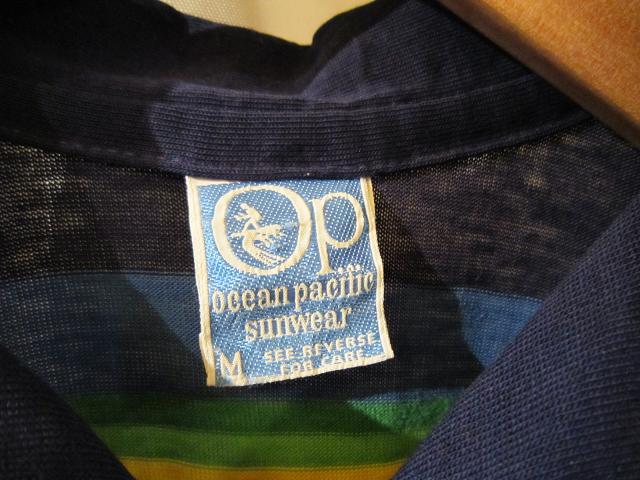 Op
ocean pacific
sunwear
M SEE REVERSE
FOR CARE